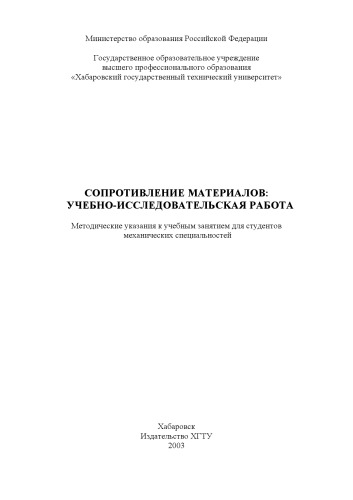 Министерство образования Российской Федерации
Государственное образовательное учреждение
высшего профессионального образования
«Хабаровский государственный технический университет»
СОПРОТИВЛЕНИЕ МАТЕРИАЛОВ:
УЧЕБНО-ИССЛЕДОВАТЕЛЬСКАЯ РАБОТА
Методические указания к учебным занятием для студентов
механических специальностей
Хабаровск
Издательство ХГТУ
2003